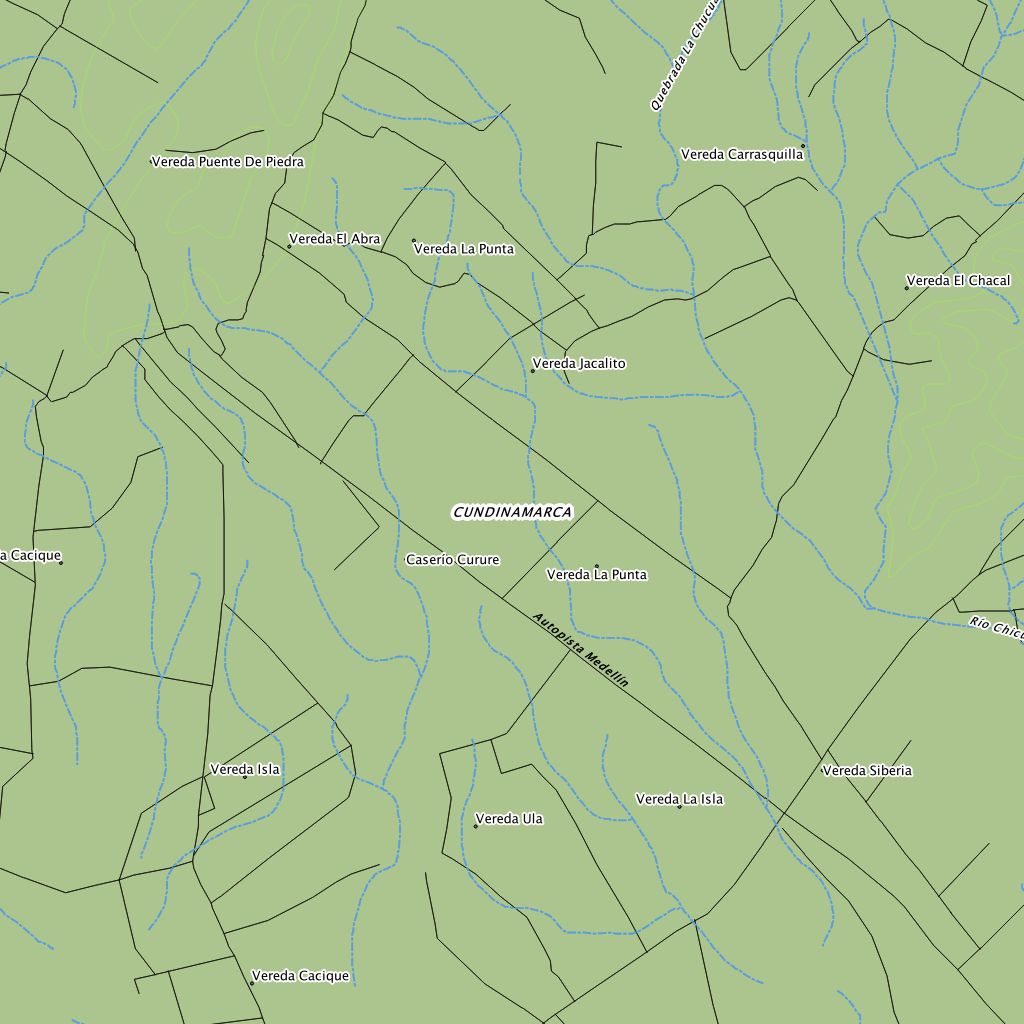 Quebrada La Chucua
Vereda Carrasquilla
Vereda Puente De Piedra
Vereda El Abra
Vereda La Punta
Vereda El Chacal
Vereda Jacalito
CUNDINAMARCA
a Cacique
Caserío Curure
Vereda La Punta
Autopista Medellín
Río Chicu
Vereda Isla
Vereda Siberia
Vereda La Isla
Vereda Ula
Vereda Cacique